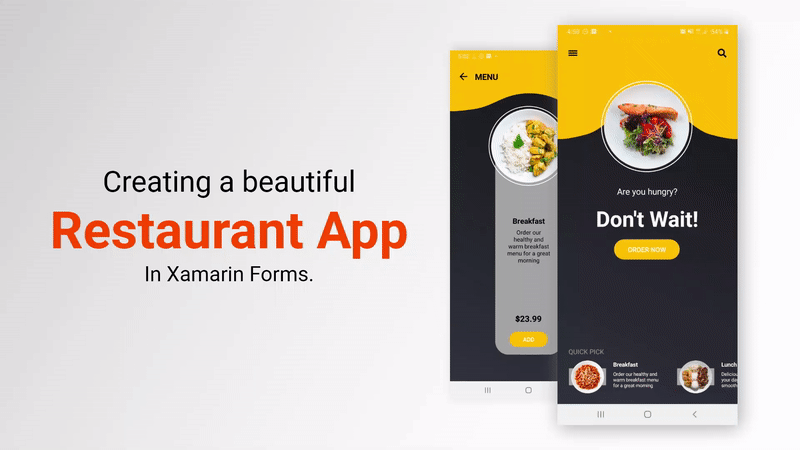 Creating a beautiful
Restaurant App
In Xamarin Forms.
MENU
Breakfast
Order our
healthy and
warm breakfast
menu for a great
morning
$23.99
ADD
54%
Are you hungry?
Don't Wait!
ORDER NOW
QUICK PICK
Breakfast
Order our healthy and
warm breakfast menu
for a great morning
Lunch